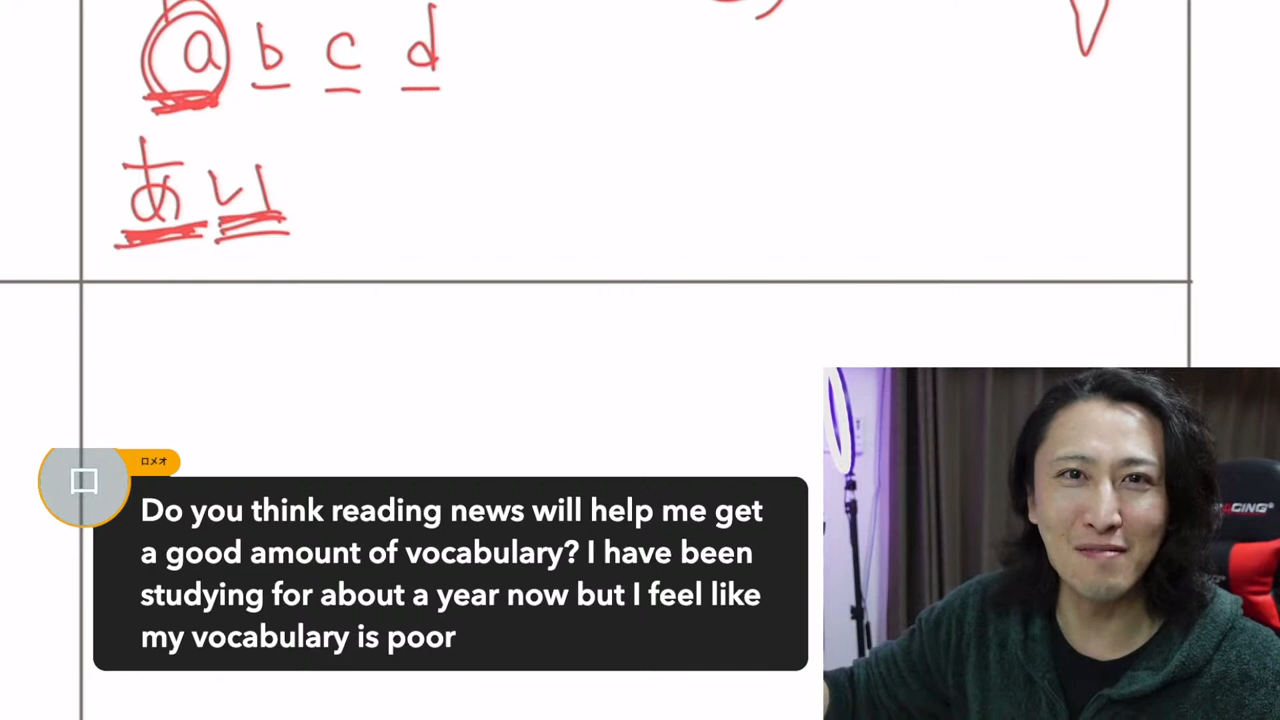 a b c d
あ い
ロメオ
ロ
Do you think reading news will help me get
a good amount of vocabulary? I have been
studying for about a year now but I feel like
my vocabulary is poor